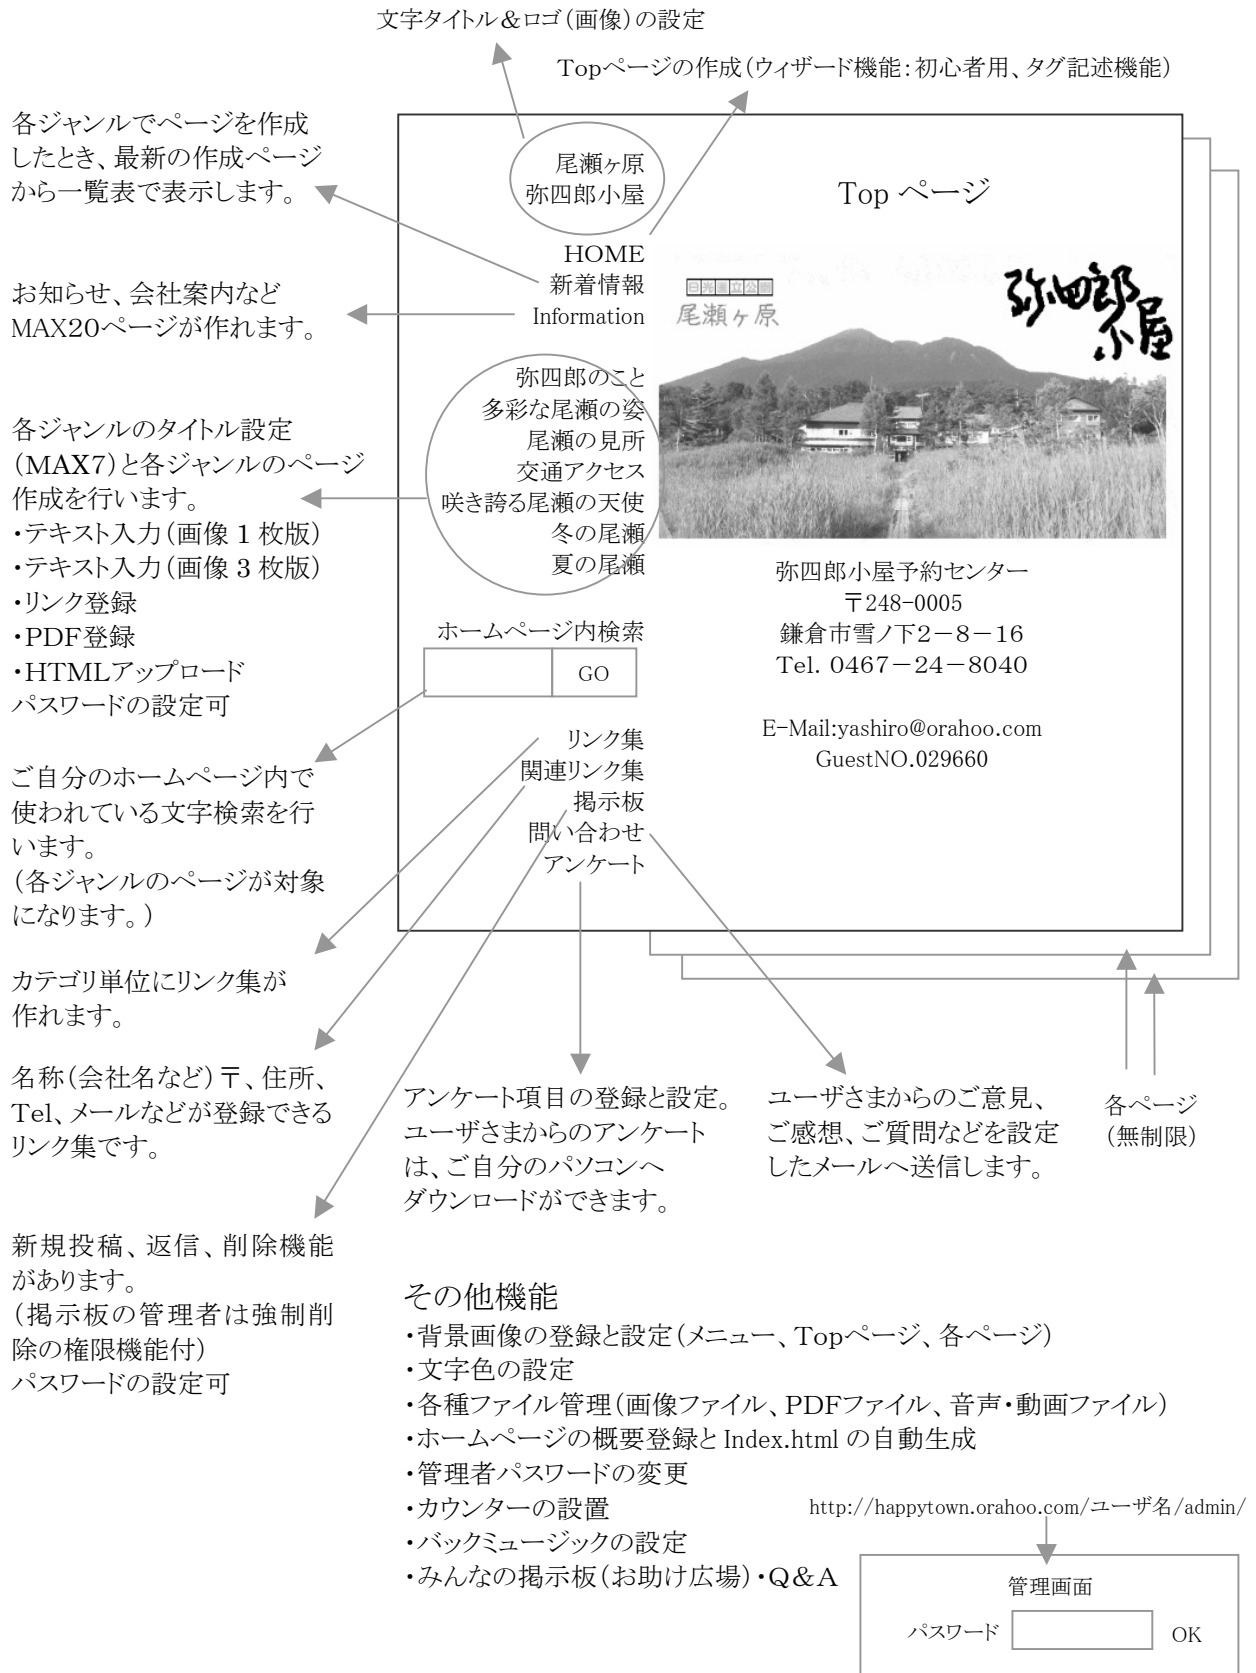 文字タイトル＆ロゴ（画像）の設定
Topページの作成（ウィザード機能：初心者用、タグ記述機能）
各ジャンルでページを作成
したとき、最新の作成ページ
から一覧表で表示します。
お知らせ、会社案内など
MAX20ページが作れます。
各ジャンルのタイトル設定
（MAX7）と各ジャンルのページ
作成を行います。
・テキスト入力（画像 1 枚版）
・テキスト入力（画像 3 枚版）
・リンク登録
・PDF登録
・HTMLアップロード
パスワードの設定可
ご自分のホームページ内で
使われている文字検索を行
います。
（各ジャンルのページが対象
になります。）
カテゴリ単位にリンク集が
作れます。
名称（会社名など）〒、住所、
Tel、メールなどが登録できる
リンク集です。
新規投稿、返信、削除機能
があります。
（掲示板の管理者は強制削
除の権限機能付）
パスワードの設定可
尾瀬ヶ原
弥四郎小屋
HOME
新着情報
Information
弥四郎のこと
多彩な尾瀬の姿
尾瀬の見所
交通アクセス
咲き誇る尾瀬の天使
冬の尾瀬
夏の尾瀬
ホームページ内検索
GO
リンク集
関連リンク集
掲示板
問い合わせ
アンケート
Top ページ
日光国立公園
尾瀬ヶ原
弥四郎
小屋
弥四郎小屋予約センター
〒248-0005
鎌倉市雪ノ下2－8－16
Tel. 0467－24－8040
E-Mail:yashiro@orahoo.com
GuestNO.029660
アンケート項目の登録と設定。
ユーザさまからのアンケート
は、ご自分のパソコンへ
ダウンロードができます。
ユーザさまからのご意見、
ご感想、ご質問などを設定
したメールへ送信します。
各ページ
（無制限）
その他機能
・背景画像の登録と設定（メニュー、Topページ、各ページ）
・文字色の設定
・各種ファイル管理（画像ファイル、PDFファイル、音声・動画ファイル）
・ホームページの概要登録と Index.html の自動生成
・管理者パスワードの変更
・カウンターの設置
・バックミュージックの設定
・みんなの掲示板（お助け広場）・Q＆A
http://happytown.orahoo.com/ユーザ名/admin/
管理画面
パスワード
OK